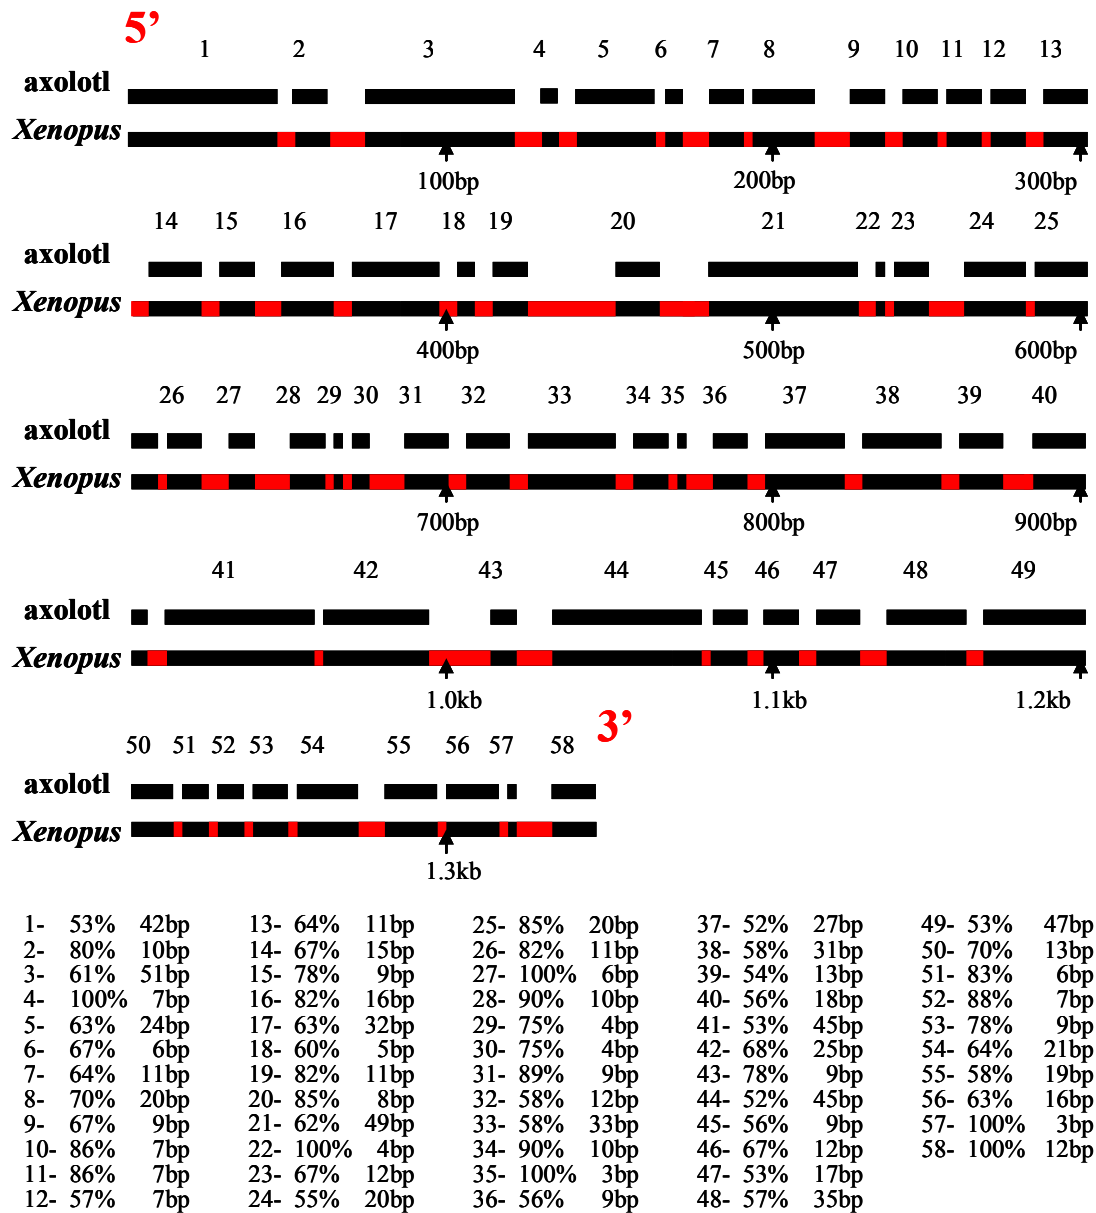 5’
1 2 3 4 5 6 7 8 9 10 11 12 13
axolotl
Xenopus
100bp 200bp 300bp
14 15 16 17 18 19 20 21 22 23 24 25
axolotl
Xenopus
400bp 500bp 600bp
26 27 28 29 30 31 32 33 34 35 36 37 38 39 40
axolotl
Xenopus
700bp 800bp 900bp
41 42 43 44 45 46 47 48 49
axolotl
Xenopus
1.0kb 1.1kb 1.2kb
3’
50 51 52 53 54 55 56 57 58
axolotl
Xenopus
1.3kb
1- 53% 42bp
2- 80% 10bp
3- 61% 51bp
4- 100% 7bp
5- 63% 24bp
6- 67% 6bp
7- 64% 11bp
8- 70% 20bp
9- 67% 9bp
10- 86% 7bp
11- 86% 7bp
12- 57% 7bp
13- 64% 11bp
14- 67% 15bp
15- 78% 9bp
16- 82% 16bp
17- 63% 32bp
18- 60% 5bp
19- 82% 11bp
20- 85% 8bp
21- 62% 49bp
22- 100% 4bp
23- 67% 12bp
24- 55% 20bp
25- 85% 20bp
26- 82% 11bp
27- 100% 6bp
28- 90% 10bp
29- 75% 4bp
30- 75% 4bp
31- 89% 9bp
32- 58% 12bp
33- 58% 33bp
34- 90% 10bp
35- 100% 3bp
36- 56% 9bp
37- 52% 27bp
38- 58% 31bp
39- 54% 13bp
40- 56% 18bp
41- 53% 45bp
42- 68% 25bp
43- 78% 9bp
44- 52% 45bp
45- 56% 9bp
46- 67% 12bp
47- 53% 17bp
48- 57% 35bp
49- 53% 47bp
50- 70% 13bp
51- 83% 6bp
52- 88% 7bp
53- 78% 9bp
54- 64% 21bp
55- 58% 19bp
56- 63% 16bp
57- 100% 3bp
58- 100% 12bp